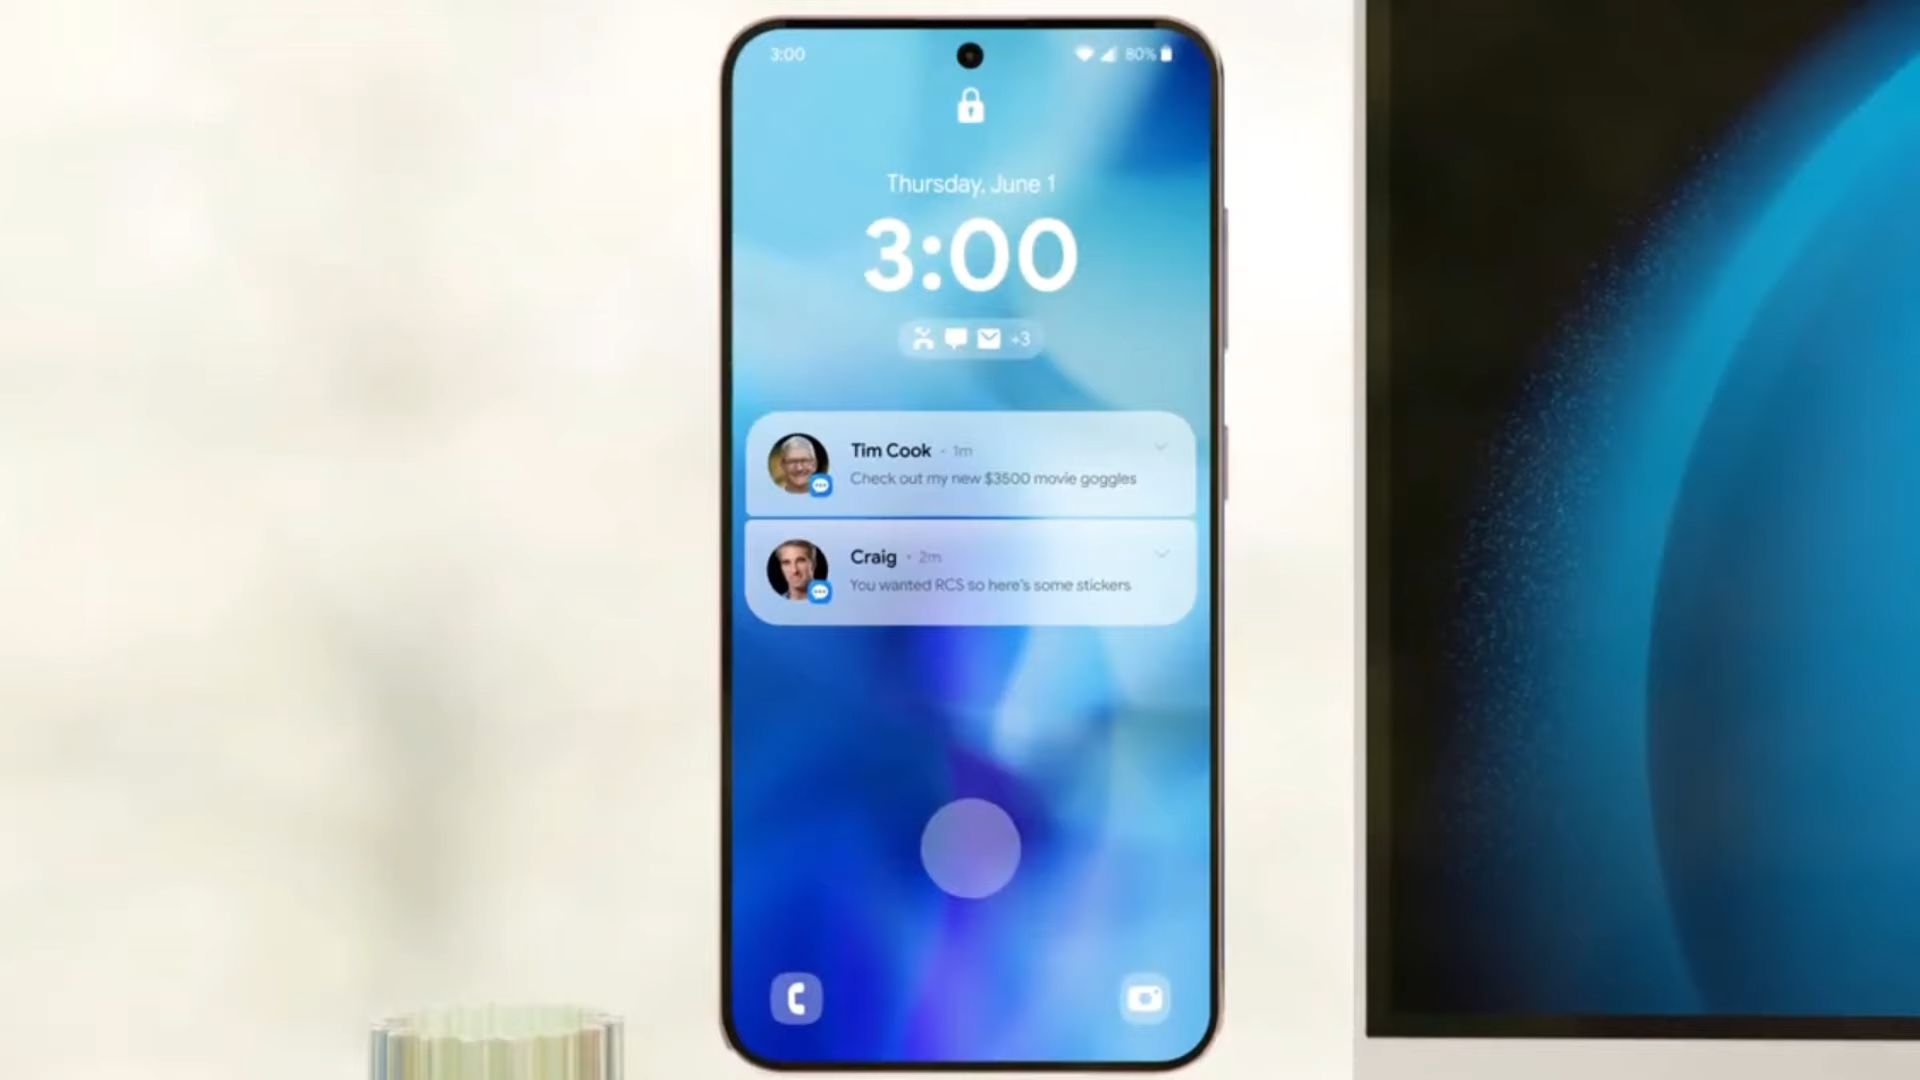 3:00
80%
Thursday, June 1
3:00
+3
Tim Cook • 1m
Check out my new $3500 movie goggles
Craig • 2m
You wanted RCS so here's some stickers